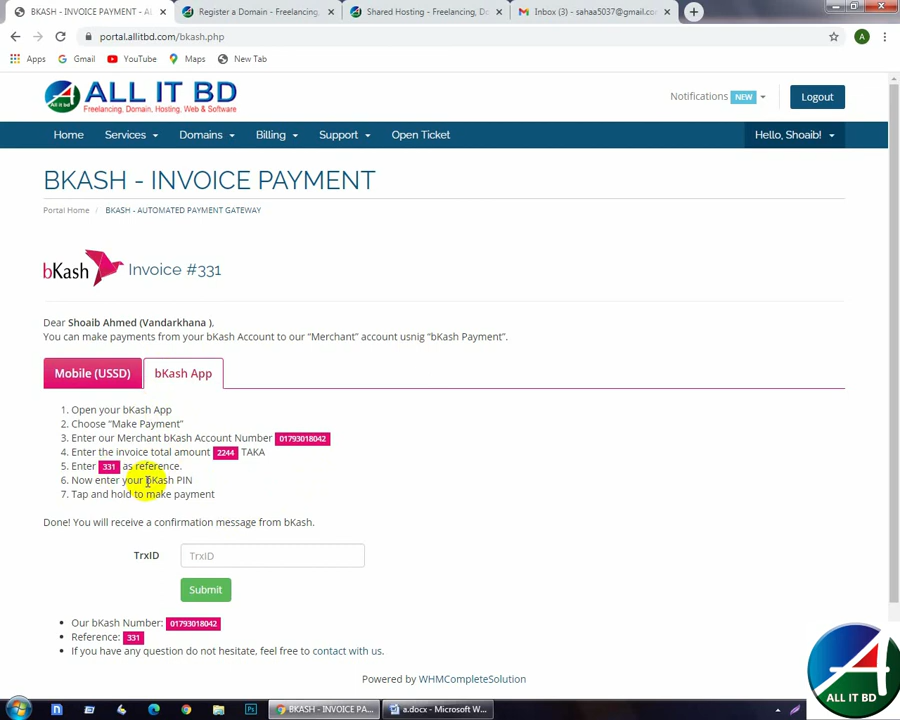 BKASH - INVOICE PAYMENT - A
Register a Domain - Freelancing,
Shared Hosting - Freelancing, Do
Inbox (3) - sahaa5037@gmail.co
portal.allitbd.com/bkash.php
A
Apps Gmail YouTube Maps New Tab
All it bd
ALL IT BD
Freelancing, Domain, Hosting, Web & Software
Notifications NEW
Logout
Home Services Domains Billing Support Open Ticket Hello, Shoaib!
BKASH - INVOICE PAYMENT
Portal Home / BKASH - AUTOMATED PAYMENT GATEWAY
bKash Invoice #331
Dear Shoaib Ahmed (Vandarkhana ),
You can make payments from your bKash Account to our "Merchant" account usnig "bKash Payment".
Mobile (USSD) bKash App
1. Open your bKash App
2. Choose "Make Payment"
3. Enter our Merchant bKash Account Number 01793018042
4. Enter the invoice total amount 2244 TAKA
5. Enter 331 as reference.
6. Now enter your bKash PIN
7. Tap and hold to make payment
Done! You will receive a confirmation message from bKash.
TrxID TrxID
Submit
Our bKash Number: 01793018042
Reference: 331
If you have any question do not hesitate, feel free to contact with us.
Powered by WHMCompleteSolution
ALL IT BD
BKASH - INVOICE PA... a.docx - Microsoft W...